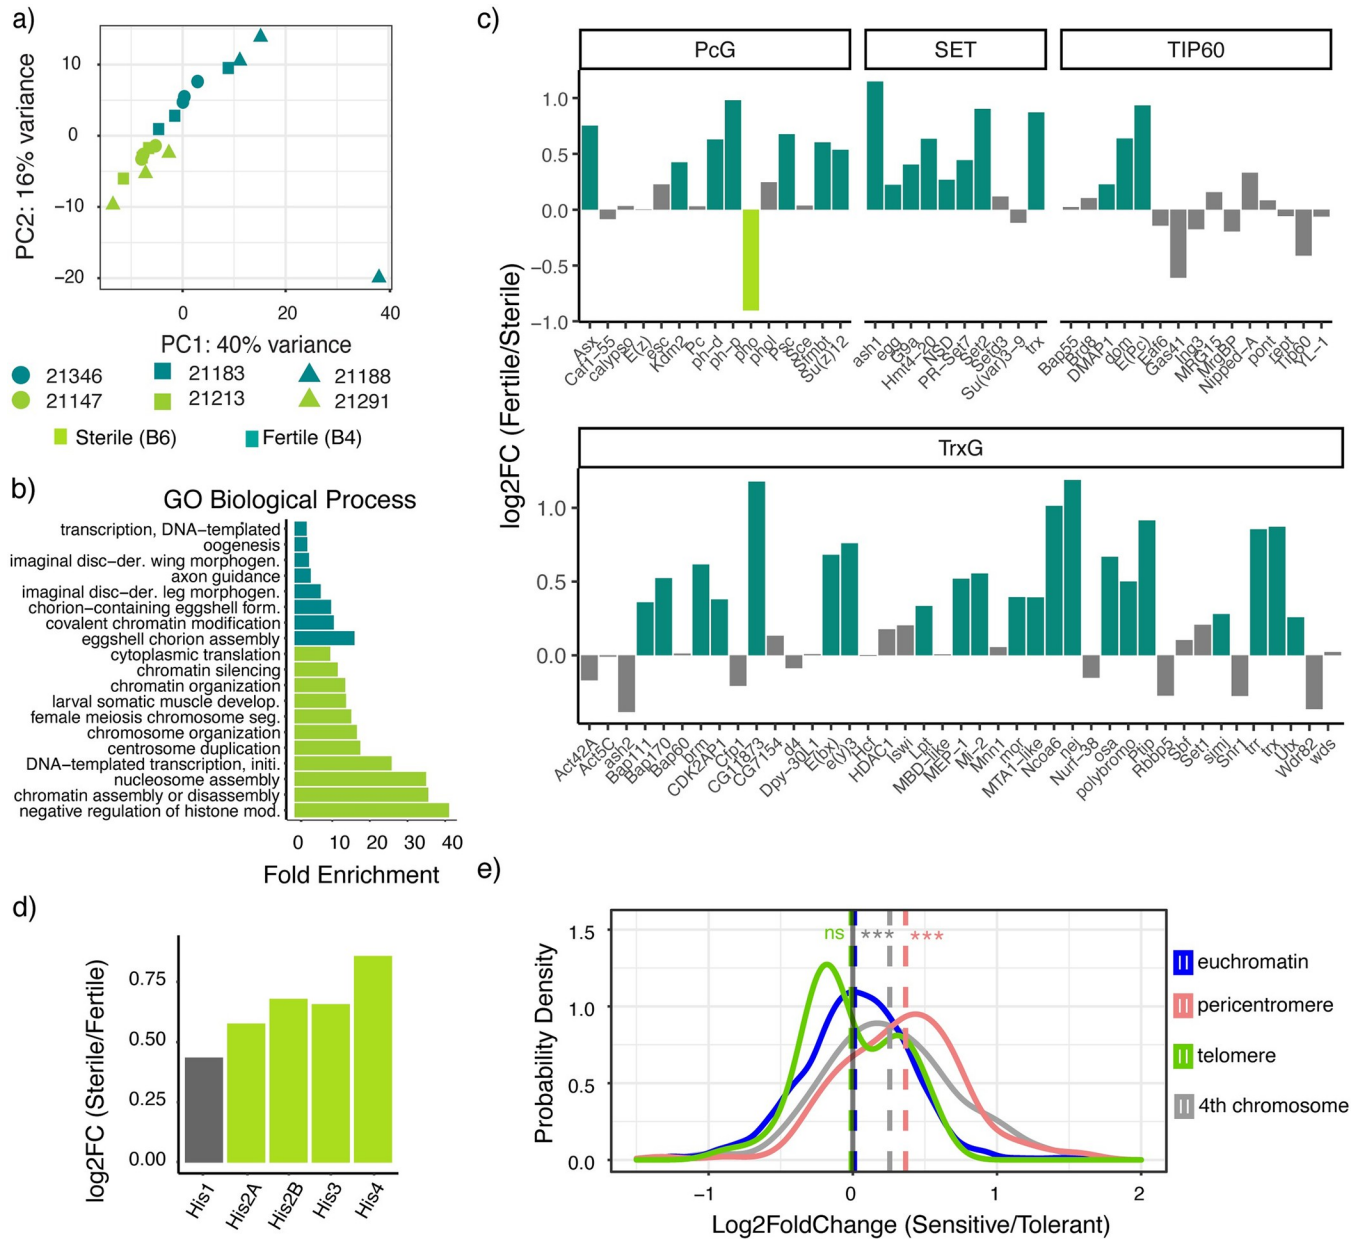 a)
PC2: 16% variance
10
0
−10
−20
0
20
40
PC1: 40% variance
21346
21183
21188
21147
21213
21291
Sterile (B6)
Fertile (B4)
b)
GO Biological Process
transcription, DNA−templated
oogenesis
imaginal disc−der. wing morphogen.
axon guidance
imaginal disc−der. leg morphogen.
chorion−containing eggshell form.
covalent chromatin modification
eggshell chorion assembly
cytoplasmic translation
chromatin silencing
chromatin organization
larval somatic muscle develop.
female meiosis chromosome seg.
chromosome organization
centrosome duplication
DNA−templated transcription, initi.
nucleosome assembly
chromatin assembly or disassembly
negative regulation of histone mod.
0
10
20
30
40
Fold Enrichment
c)
log2FC (Fertile/Sterile)
PcG
SET
TIP60
1.0
0.5
0.0
−0.5
−1.0
Asx
Caf1−55
calypso
E(z)
esc
Kdm2
Pc
ph−d
ph−p
pho
phol
Psc
Sce
Sfmbt
Su(z)12
ash1
egg
G9a
Hmt4−20
NSD
PR−Set7
Set2
Setd3
Su(var)3−9
trx
Bap55
Brd8
DMAP1
dom
E(Pc)
Eaf6
Gas41
Ing3
MRG15
MrgBP
Nipped−A
pont
rept
Tip60
YL−1
TrxG
1.0
0.5
0.0
Act42A
Act5C
ash2
Bap111
Bap170
Bap60
brm
CDK2AP1
Cfp1
CG11873
CG7154
d4
Dpy−30L1
E(bx)
e(y)3
Hcf
HDAC1
Iswi
Lpt
MBD−like
MEP−1
Mi−2
Mnn1
mor
MTA1−like
Ncoa6
nej
Nurf−38
osa
polybromo
Ptip
Rbbp5
Sbf
Set1
simj
Snr1
trr
trx
Utx
Wdr82
wds
d)
log2FC (Sterile/Fertile)
0.75
0.50
0.25
0.00
His1
His2A
His2B
His3
His4
e)
Probability Density
1.5
1.0
0.5
0.0
ns
***
***
−1
0
1
2
Log2FoldChange (Sensitive/Tolerant)
euchromatin
pericentromere
telomere
4th chromosome